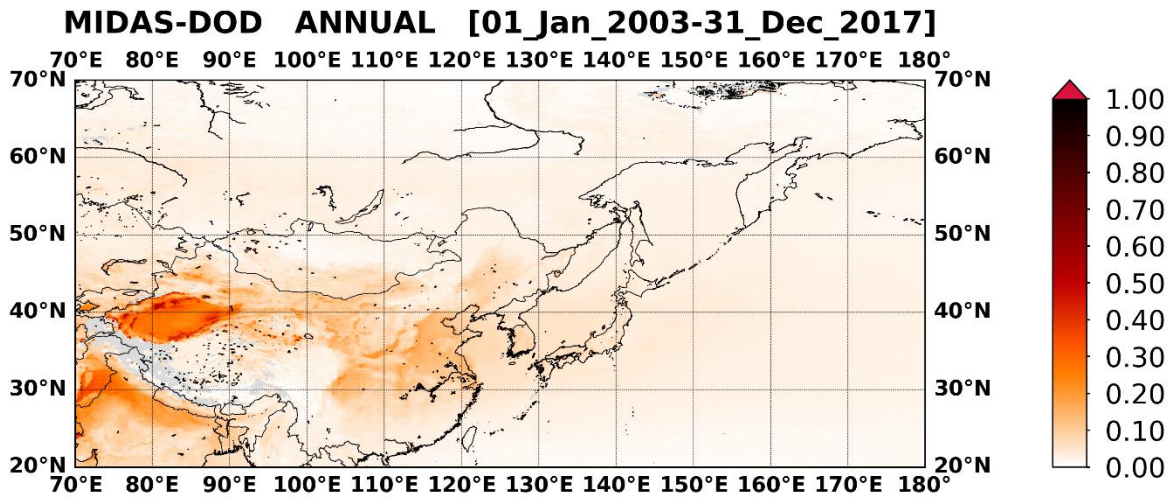 MIDAS-DOD ANNUAL [01_Jan_2003-31_Dec_2017]
70°E 80°E 90°E 100°E 110°E 120°E 130°E 140°E 150°E 160°E 170°E 180°
70°N 70°N
60°N 60°N
50°N 50°N
40°N 40°N
30°N 30°N
20°N 20°N
70°E 80°E 90°E 100°E 110°E 120°E 130°E 140°E 150°E 160°E 170°E 180°
1.00
0.90
0.80
0.70
0.60
0.50
0.40
0.30
0.20
0.10
0.00